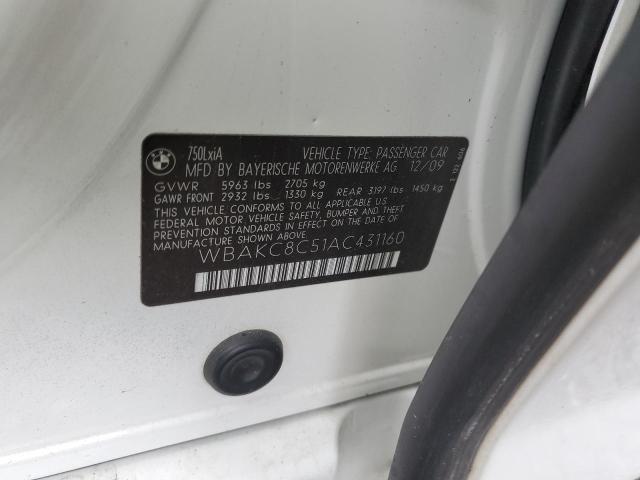 BMW
750LxiA VEHICLE TYPE: PASSENGER CAR
MFD BY BAYERISCHE MOTORENWERKE AG 12/09
GVWR 5963 lbs 2705 kg
GAWR FRONT 2932 lbs 1330 kg REAR 3197 lbs 1450 kg
THIS VEHICLE CONFORMS TO ALL APPLICABLE
FEDERAL MOTOR VEHICLE SAFETY, BUMPER AND THEFT
PREVENTION STANDARDS IN EFFECT ON THE DATE OF
MANUFACTURE SHOWN ABOVE.
WBAKC8C51AC431160